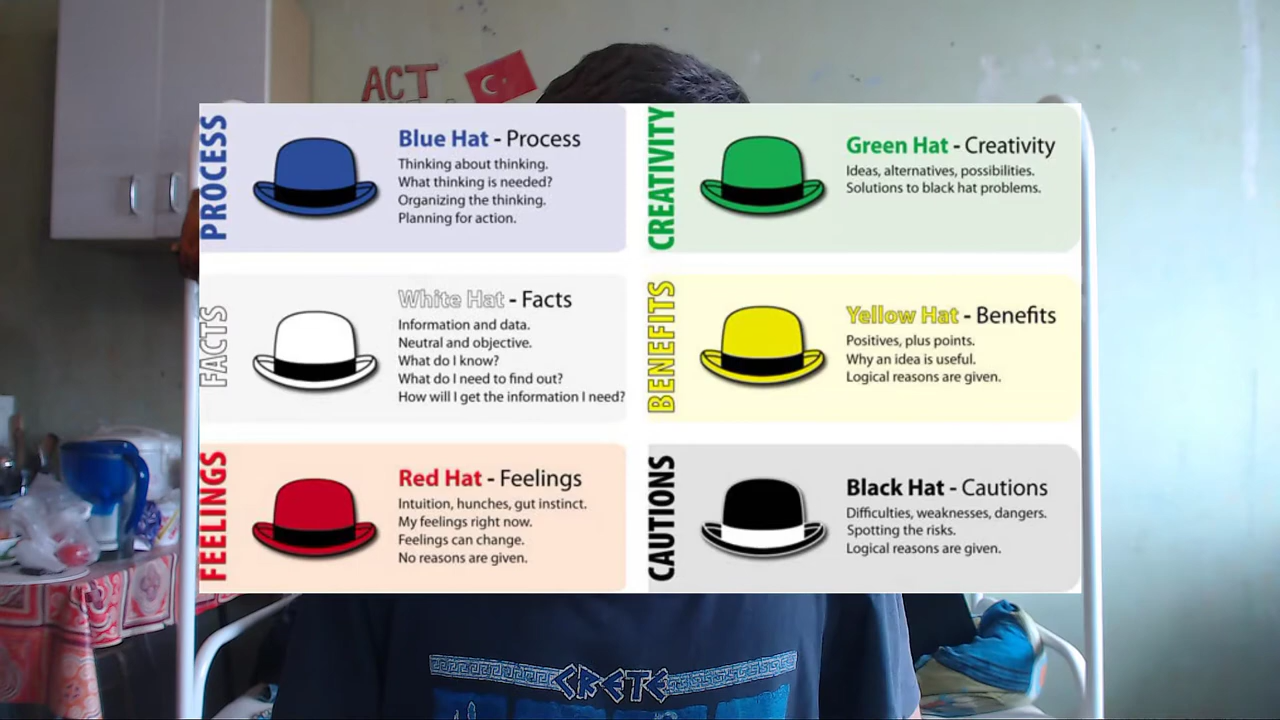 ACT
PROCESS
Blue Hat - Process
Thinking about thinking.
What thinking is needed?
Organizing the thinking.
Planning for action.
CREATIVITY
Green Hat - Creativity
Ideas, alternatives, possibilities.
Solutions to black hat problems.
FACTS
White Hat - Facts
Information and data.
Neutral and objective.
What do I know?
What do I need to find out?
How will I get the information I need?
BENEFITS
Yellow Hat - Benefits
Positives, plus points.
Why an idea is useful.
Logical reasons are given.
FEELINGS
Red Hat - Feelings
Intuition, hunches, gut instinct.
My feelings right now.
Feelings can change.
No reasons are given.
CAUTIONS
Black Hat - Cautions
Difficulties, weaknesses, dangers.
Spotting the risks.
Logical reasons are given.
CRETE